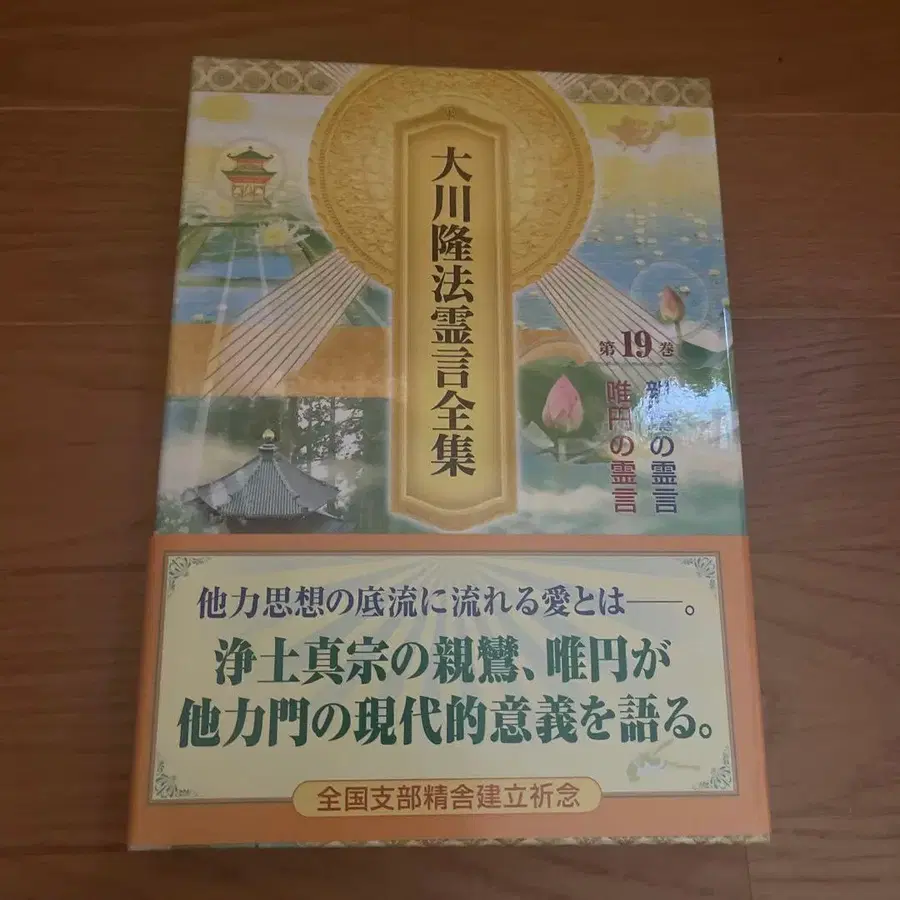 大川隆法霊言全集
第19巻
親鸞の霊言
唯円の霊言
他力思想の底流に流れる愛とは――。
浄土真宗の親鸞、唯円が
他力門の現代的意義を語る。
全国支部精舎建立祈念